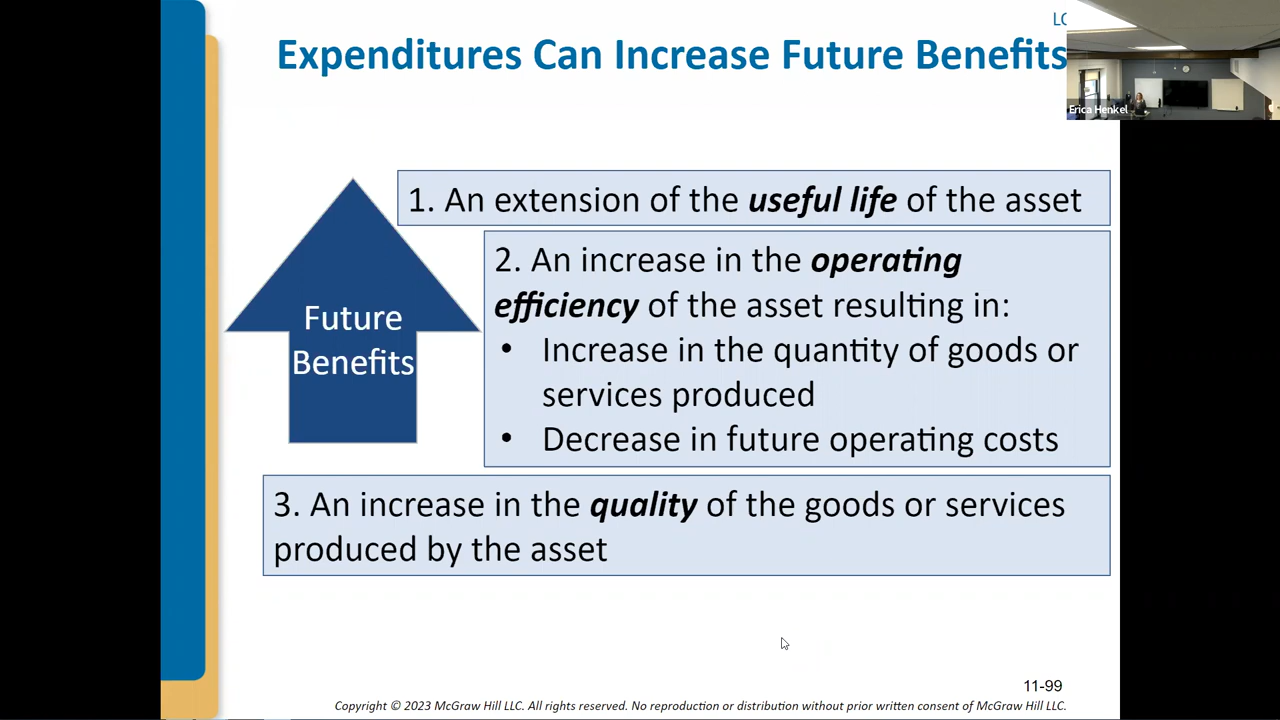 LO
Expenditures Can Increase Future Benefits
Erica Henkel
1. An extension of the useful life of the asset
2. An increase in the operating
efficiency of the asset resulting in:
• Increase in the quantity of goods or
services produced
• Decrease in future operating costs
Future
Benefits
3. An increase in the quality of the goods or services
produced by the asset
11-99
Copyright © 2023 McGraw Hill LLC. All rights reserved. No reproduction or distribution without prior written consent of McGraw Hill LLC.